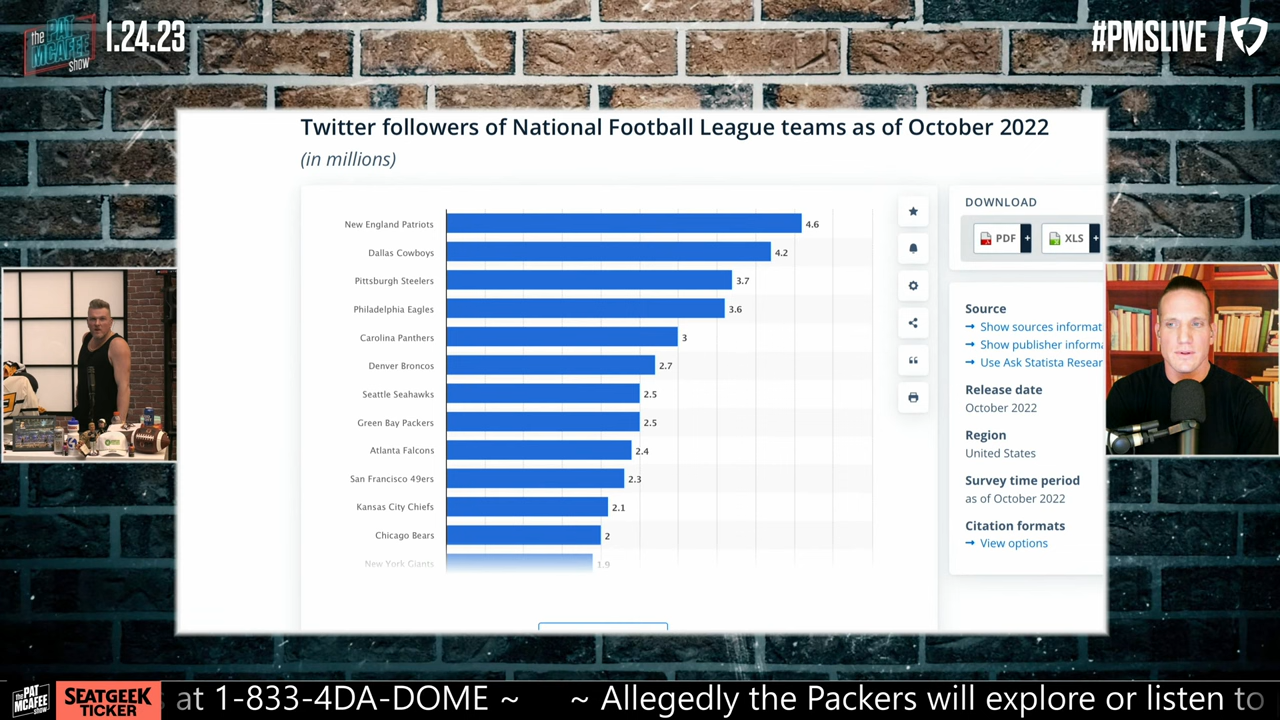 the PAT MCAFEE show
1.24.23
#PMSLIVE
Twitter followers of National Football League teams as of October 2022
(in millions)
New England Patriots 4.6
Dallas Cowboys 4.2
Pittsburgh Steelers 3.7
Philadelphia Eagles 3.6
Carolina Panthers 3
Denver Broncos 2.7
Seattle Seahawks 2.5
Green Bay Packers 2.5
Atlanta Falcons 2.4
San Francisco 49ers 2.3
Kansas City Chiefs 2.1
Chicago Bears 2
New York Giants 1.9
DOWNLOAD
PDF + XLS +
Source
→ Show sources informat
→ Show publisher informa
→ Use Ask Statista Resear
Release date
October 2022
Region
United States
Survey time period
as of October 2022
Citation formats
→ View options
the PAT MCAFEE show
SEATGEEK
TICKER
s at 1-833-4DA-DOME ~ ~ Allegedly the Packers will explore or listen to